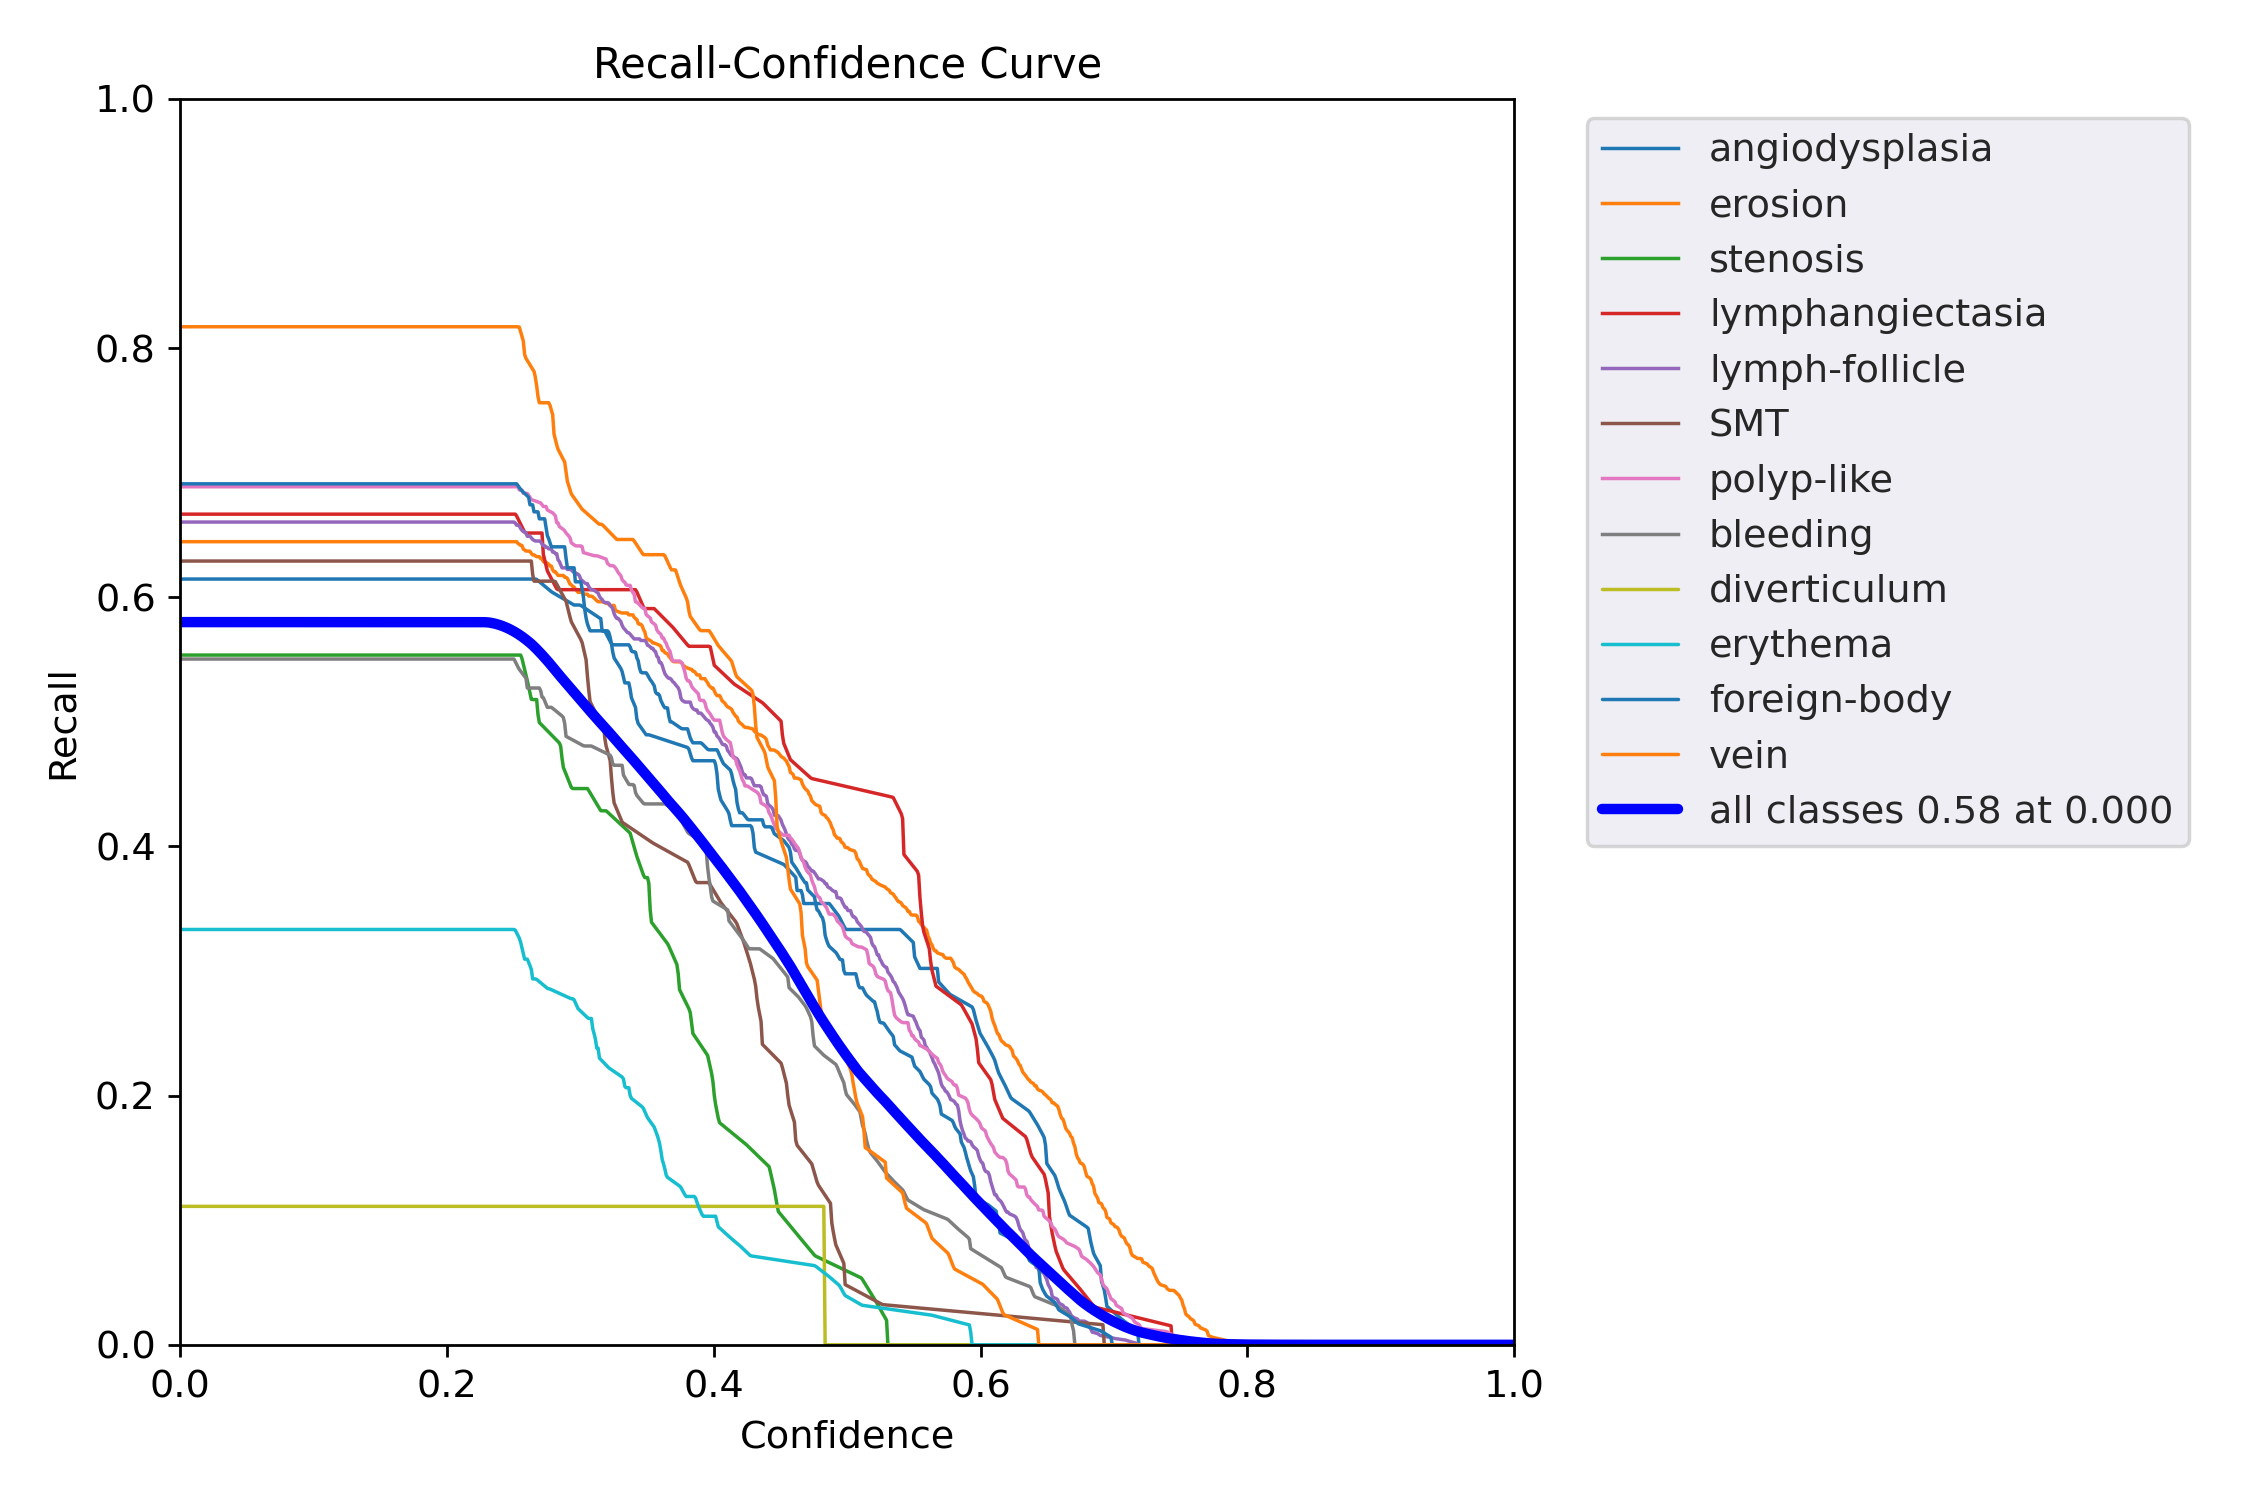 Recall-Confidence Curve
1.0
0.8
0.6
0.4
0.2
0.0
Recall
0.0 0.2 0.4 0.6 0.8 1.0
Confidence
angiodysplasia
erosion
stenosis
lymphangiectasia
lymph-follicle
SMT
polyp-like
bleeding
diverticulum
erythema
foreign-body
vein
all classes 0.58 at 0.000